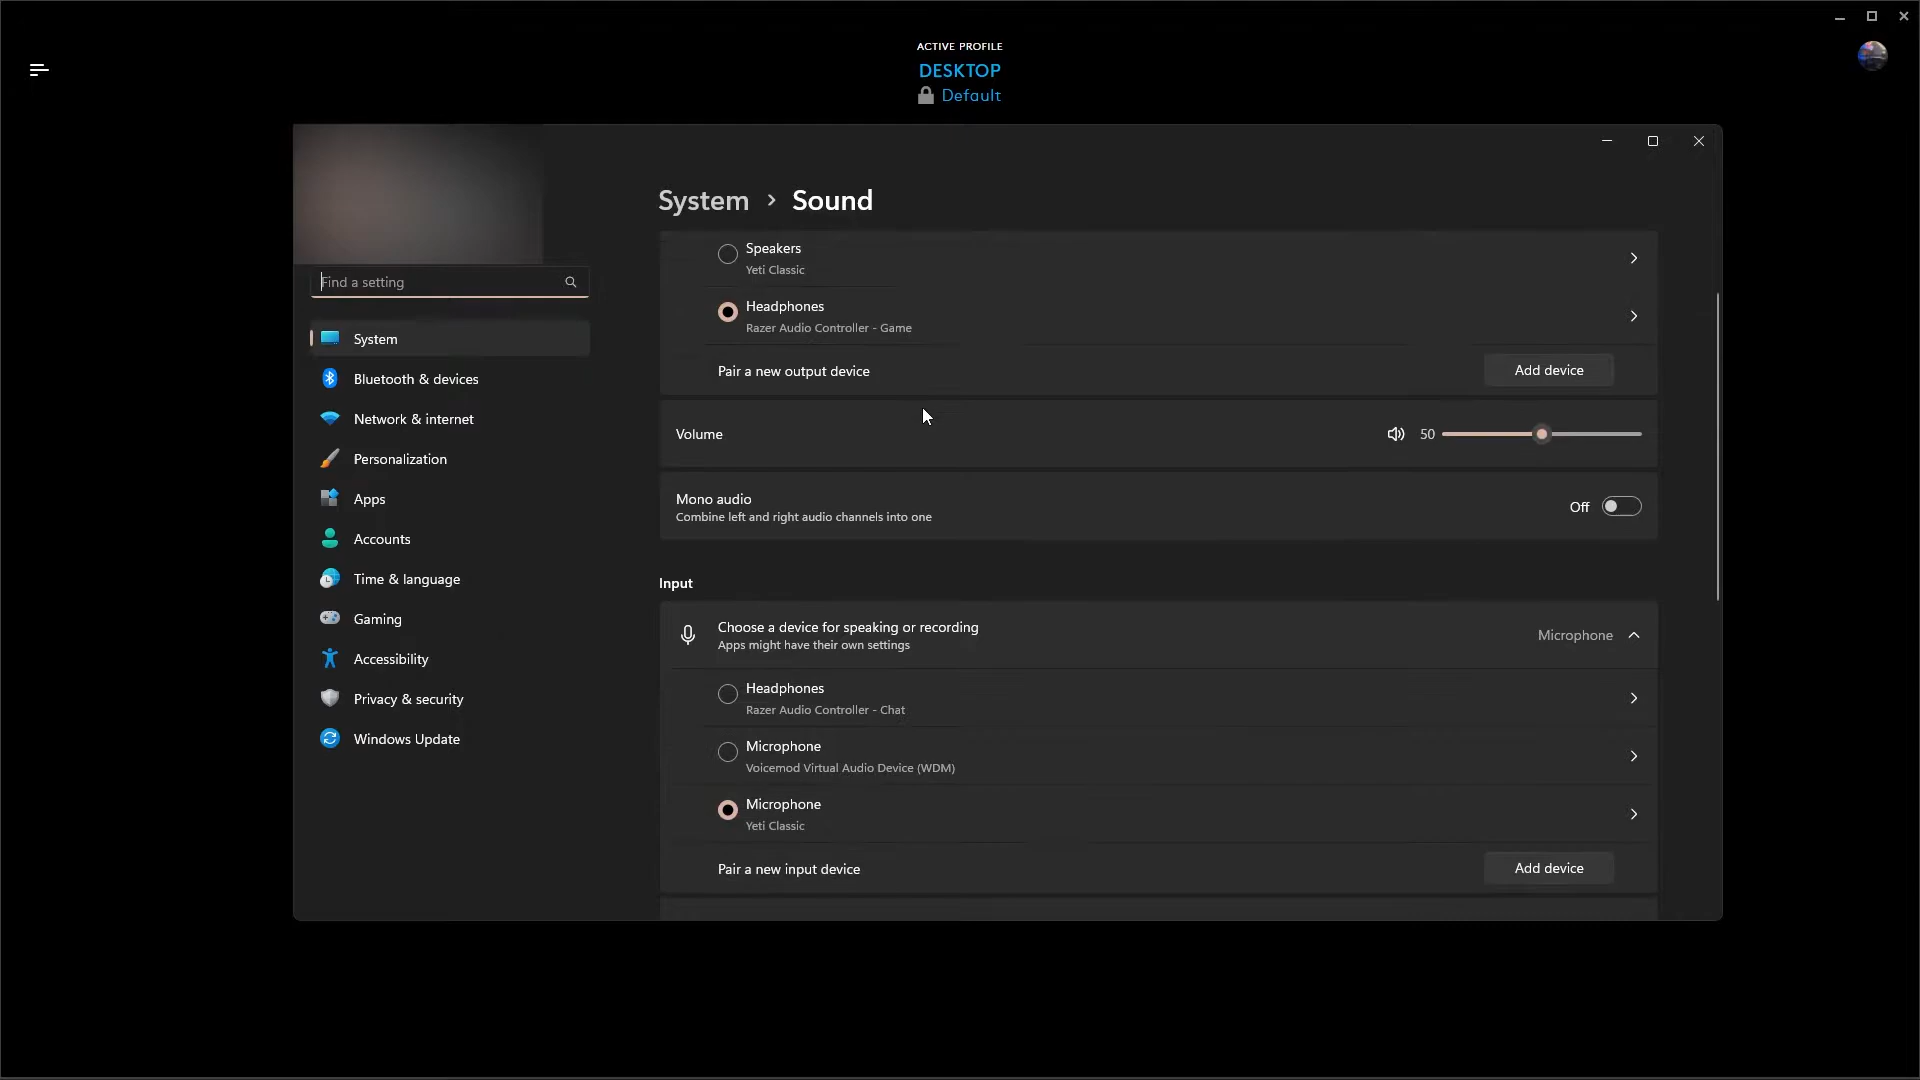 ACTIVE PROFILE
DESKTOP
Default
System > Sound
Find a setting
System
Bluetooth & devices
Network & internet
Personalization
Apps
Accounts
Time & language
Gaming
Accessibility
Privacy & security
Windows Update
Speakers
Yeti Classic
Headphones
Razer Audio Controller - Game
Pair a new output device
Add device
Volume
50
Mono audio
Combine left and right audio channels into one
Off
Input
Choose a device for speaking or recording
Apps might have their own settings
Microphone
Headphones
Razer Audio Controller - Chat
Microphone
Voicemod Virtual Audio Device (WDM)
Microphone
Yeti Classic
Pair a new input device
Add device